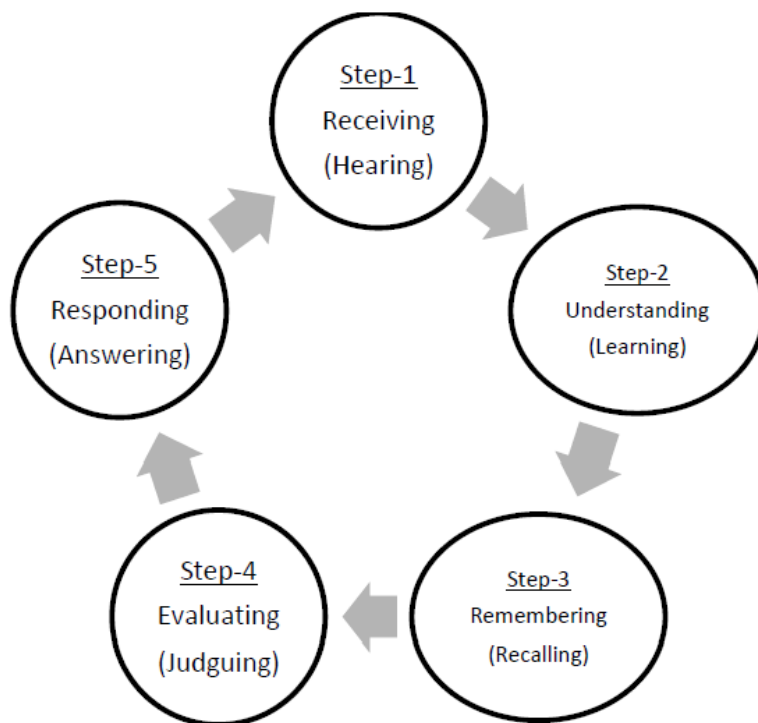 Step-1
Receiving
(Hearing)
Step-2
Understanding
(Learning)
Step-3
Remembering
(Recalling)
Step-4
Evaluating
(Judguing)
Step-5
Responding
(Answering)